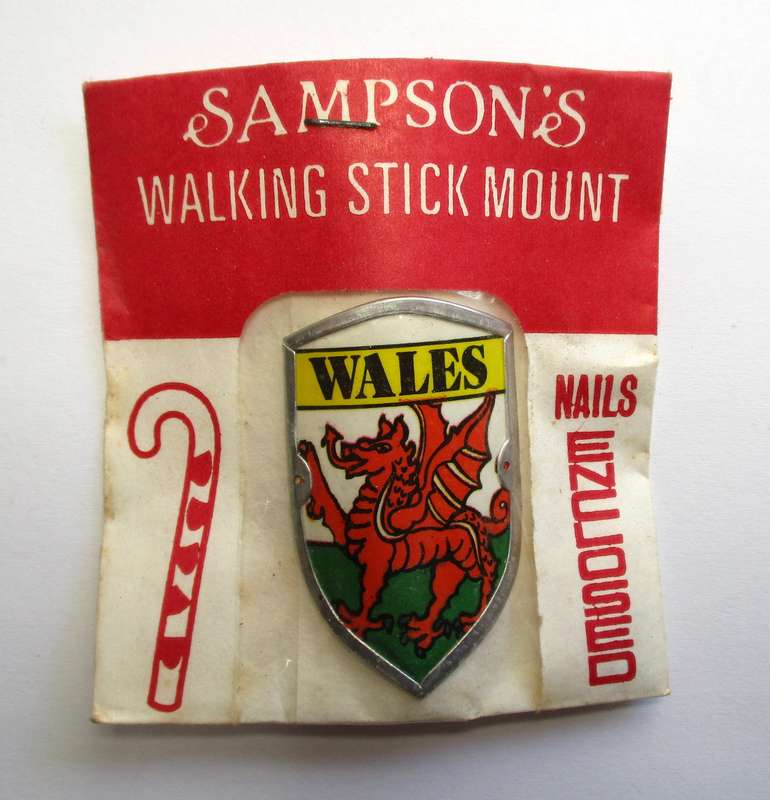 SAMPSON'S
WALKING STICK MOUNT
WALES
NAILS
ENCLOSED